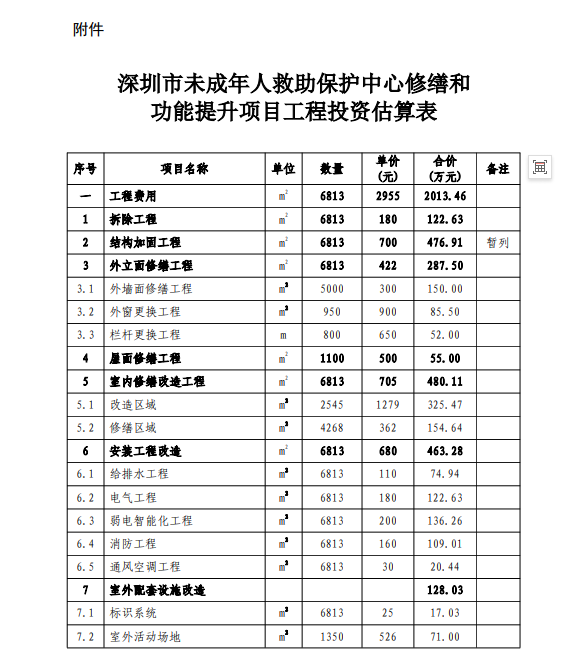 附件
深圳市未成年人救助保护中心修缮和
功能提升项目工程投资估算表
序号 项目名称 单位 数量 单价(元) 合价(万元) 备注
一 工程费用 m² 6813 2955 2013.46
1 拆除工程 m² 6813 180 122.63
2 结构加固工程 m² 6813 700 476.91 暂列
3 外立面修缮工程 m² 6813 422 287.50
3.1 外墙面修缮工程 m² 5000 300 150.00
3.2 外窗更换工程 m² 950 900 85.50
3.3 栏杆更换工程 m 800 650 52.00
4 屋面修缮工程 m² 1100 500 55.00
5 室内修缮改造工程 m² 6813 705 480.11
5.1 改造区域 m² 2545 1279 325.47
5.2 修缮区域 m² 4268 362 154.64
6 安装工程改造 m² 6813 680 463.28
6.1 给排水工程 m² 6813 110 74.94
6.2 电气工程 m² 6813 180 122.63
6.3 弱电智能化工程 m² 6813 200 136.26
6.4 消防工程 m² 6813 160 109.01
6.5 通风空调工程 m² 6813 30 20.44
7 室外配套设施改造 128.03
7.1 标识系统 m² 6813 25 17.03
7.2 室外活动场地 m² 1350 526 71.00